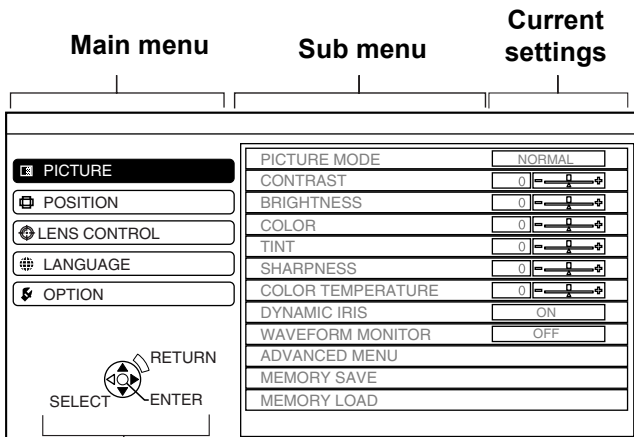 Main menu
Sub menu
Current
settings
PICTURE
POSITION
LENS CONTROL
LANGUAGE
OPTION
RETURN
SELECT
ENTER
PICTURE MODE NORMAL
CONTRAST 0
BRIGHTNESS 0
COLOR 0
TINT 0
SHARPNESS 0
COLOR TEMPERATURE 0
DYNAMIC IRIS ON
WAVEFORM MONITOR OFF
ADVANCED MENU
MEMORY SAVE
MEMORY LOAD